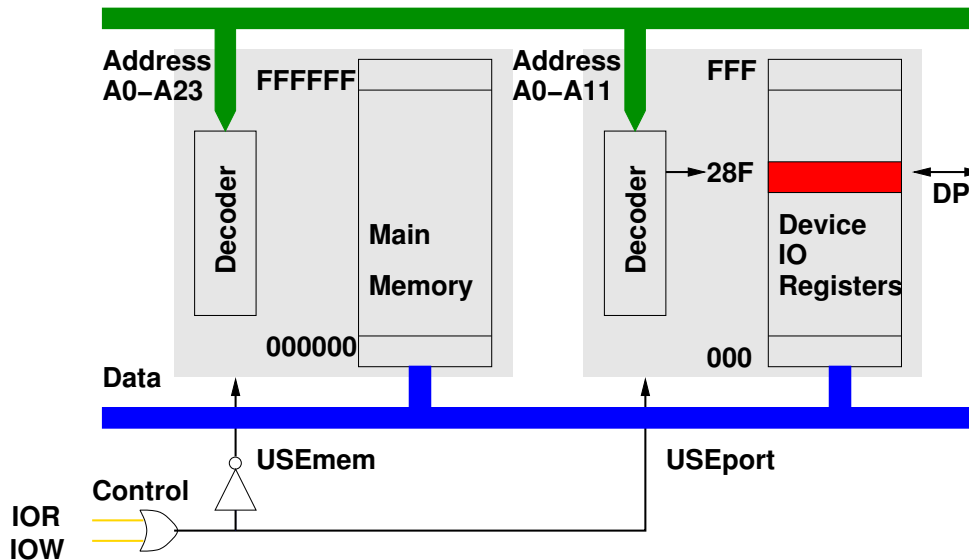 Address
A0–A23
FFFFFF
Address
A0–A11
FFF
Decoder
Decoder
28F
DP
Main
Memory
Device
IO
Registers
000000
000
Data
USEmem
USEport
Control
IOR
IOW